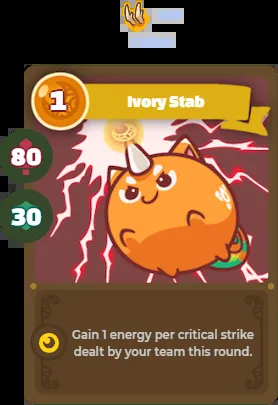 1
Ivory Stab
80
30
Gain 1 energy per critical strike
dealt by your team this round.